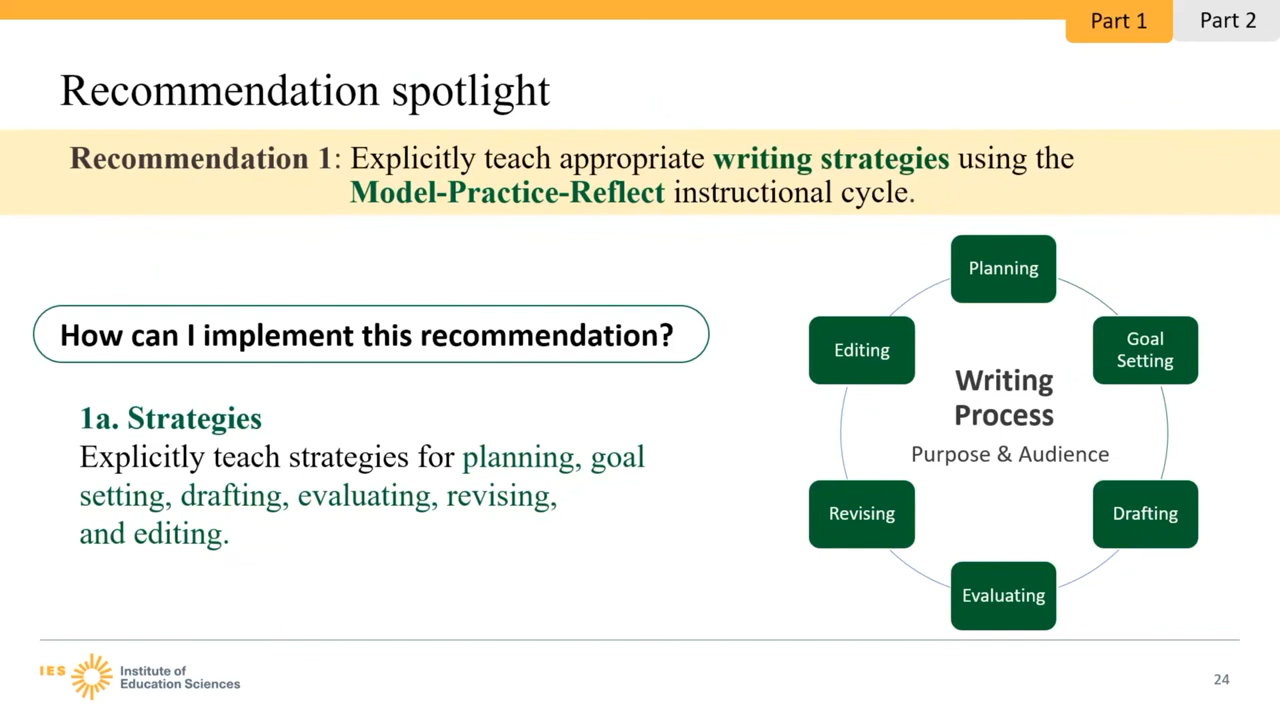 Part 1
Part 2
Recommendation spotlight
Recommendation 1: Explicitly teach appropriate writing strategies using the
Model-Practice-Reflect instructional cycle.
How can I implement this recommendation?
1a. Strategies
Explicitly teach strategies for planning, goal
setting, drafting, evaluating, revising,
and editing.
Planning
Goal
Setting
Drafting
Evaluating
Revising
Editing
Writing
Process
Purpose & Audience
IES
Institute of
Education Sciences
24